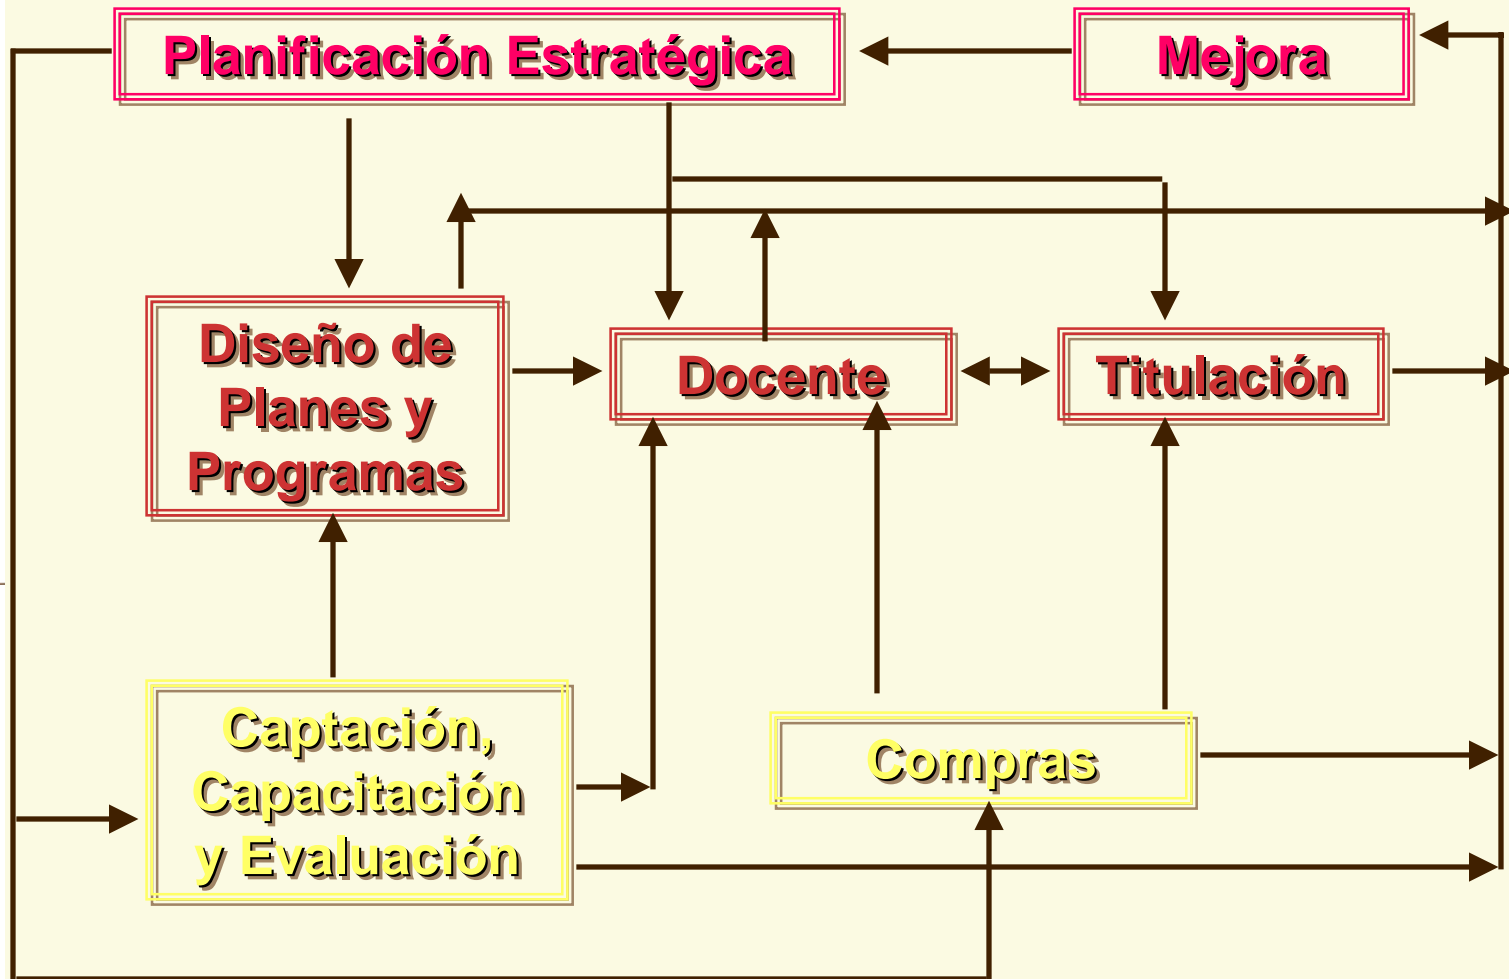 Planificación Estratégica
Mejora
Diseño de
Planes y
Programas
Docente
Titulación
Captación,
Capacitación
y Evaluación
Compras